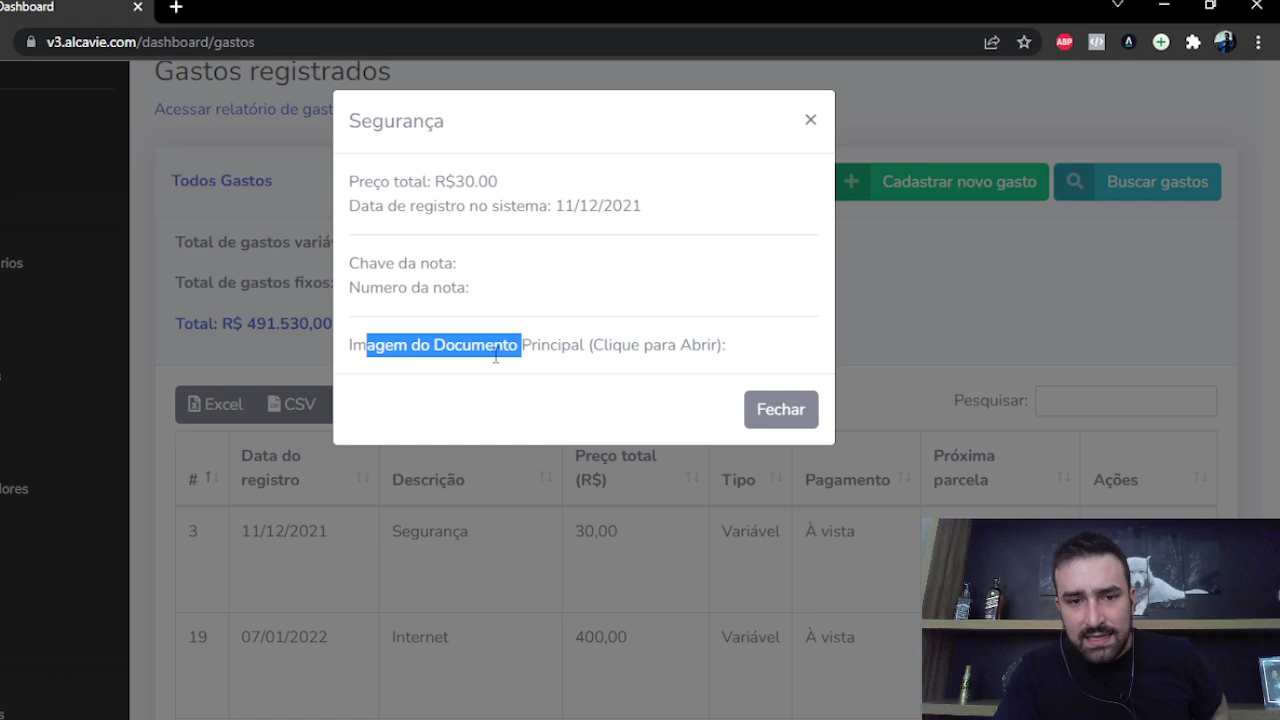 Dashboard
v3.alcavie.com/dashboard/gastos
ABP
Gastos registrados
Acessar relatório de gast
Segurança
×
Preço total: R$30.00
Data de registro no sistema: 11/12/2021
Chave da nota:
Numero da nota:
Imagem do Documento Principal (Clique para Abrir):
Fechar
Todos Gastos
Cadastrar novo gasto
Buscar gastos
Total de gastos variáv
Total de gastos fixos:
Total: R$ 491.530,00
rios
dores
s
s
Excel
CSV
Pesquisar:
# Data do registro Descrição Preço total (R$) Tipo Pagamento Próxima parcela Ações
3 11/12/2021 Segurança 30,00 Variável À vista
19 07/01/2022 Internet 400,00 Variável À vista